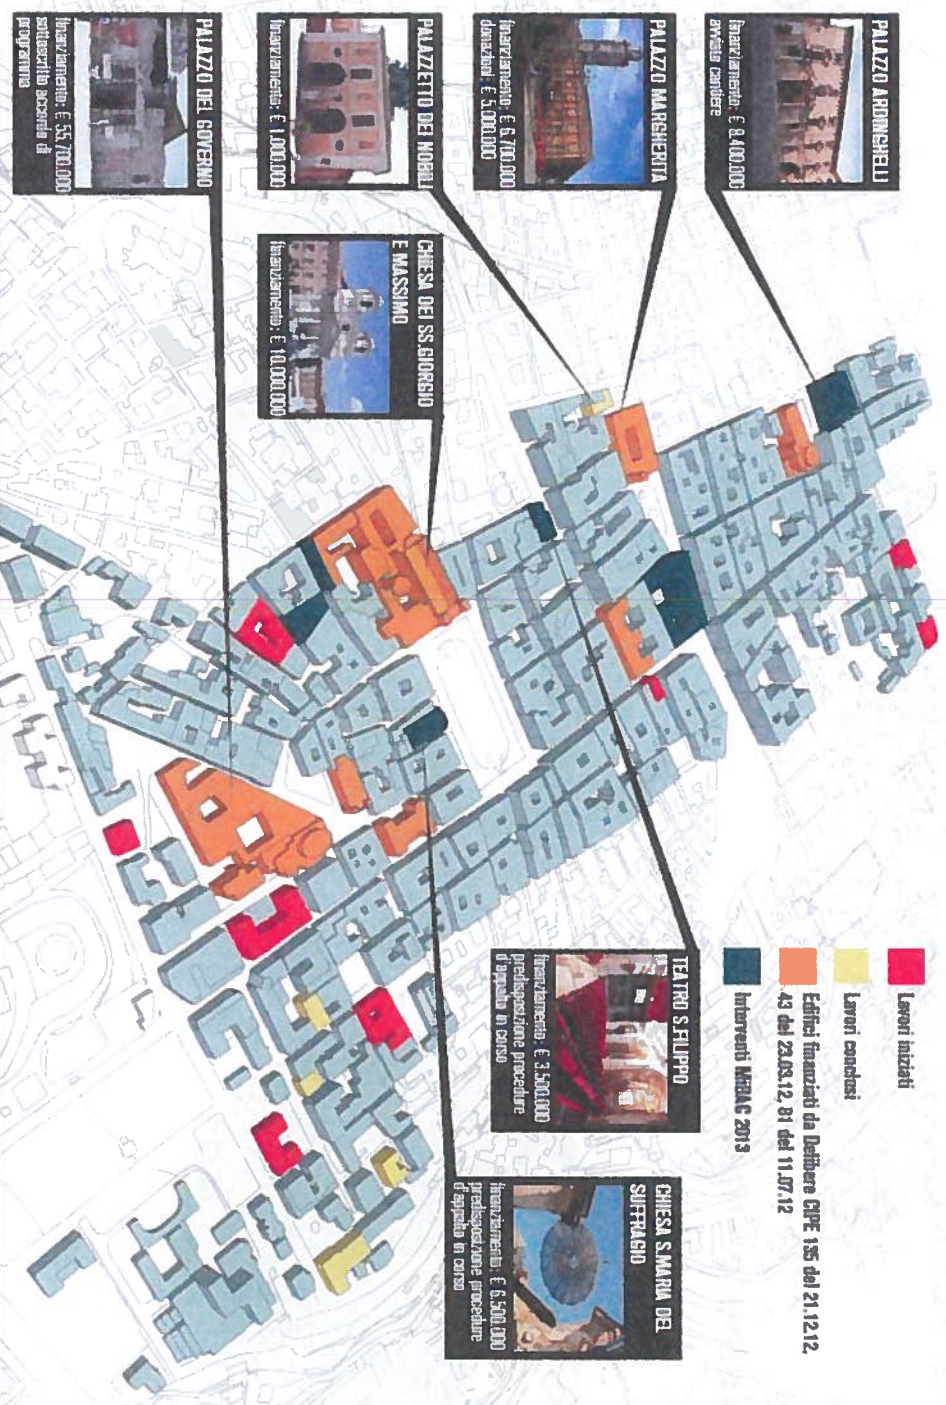 PALAZZO ARDINGHELLI
finanziamento: € 8.400.000
avviato cantiere
PALAZZO MARGHERITA
finanziamento: € 6.700.000
donazioni: € 5.000.000
PALAZZETTO DEI NOBILI
finanziamento: € 1.000.000
PALAZZO DEL GOVERNO
finanziamento: € 55.700.000
sottoscritto accordo di
programma
CHIESA DEI SS.GIORGIO
E MASSIMO
finanziamento: € 10.000.000
Lavori iniziati
Lavori conclusi
Edifici finanziati da Delibere CIPE 135 del 21.12.12,
43 del 23.03.12, 81 del 11.07.12
Interventi MiBAC 2013
TEATRO S.FILIPPO
finanziamento: € 3.500.000
predisposizione procedure
d'appalto in corso
CHIESA S.MARIA DEL
SUFFRAGIO
finanziamento: € 6.500.000
predisposizione procedure
d'appalto in corso